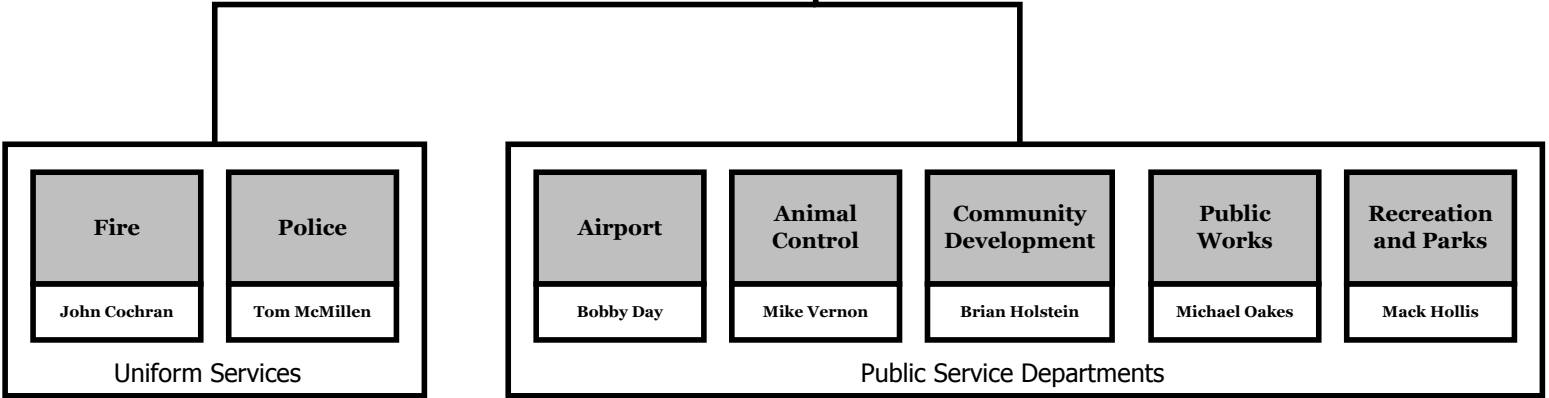 Fire
John Cochran
Police
Tom McMillen
Uniform Services
Airport
Bobby Day
Animal
Control
Mike Vernon
Community
Development
Brian Holstein
Public
Works
Michael Oakes
Recreation
and Parks
Mack Hollis
Public Service Departments